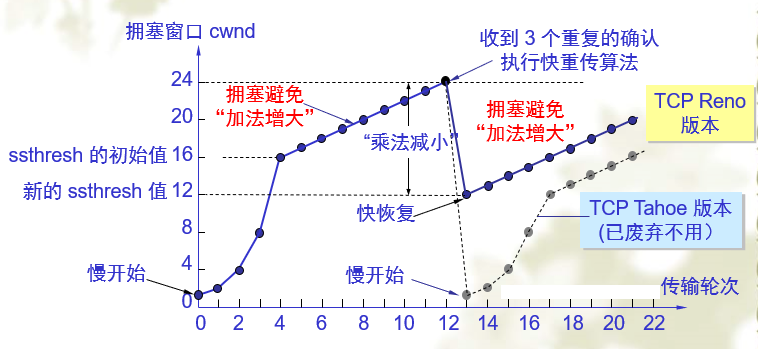 拥塞窗口 cwnd
收到 3 个重复的确认
执行快重传算法
24
拥塞避免
“加法增大”
拥塞避免
“加法增大”
TCP Reno
版本
20
“乘法减小”
ssthresh 的初始值
16
新的 ssthresh 值
12
快恢复
TCP Tahoe 版本
(已废弃不用）
8
慢开始
4
慢开始
0
传输轮次
0 2 4 6 8 10 12 14 16 18 20 22